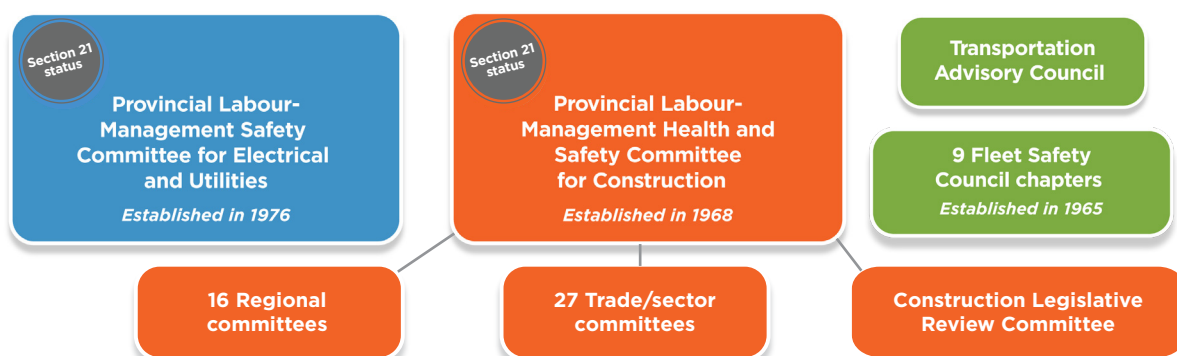 Section 21
status
Provincial Labour-
Management Safety
Committee for Electrical
and Utilities
Established in 1976
Section 21
status
Provincial Labour-
Management Health and
Safety Committee
for Construction
Established in 1968
Transportation
Advisory Council
9 Fleet Safety
Council chapters
Established in 1965
16 Regional
committees
27 Trade/sector
committees
Construction Legislative
Review Committee